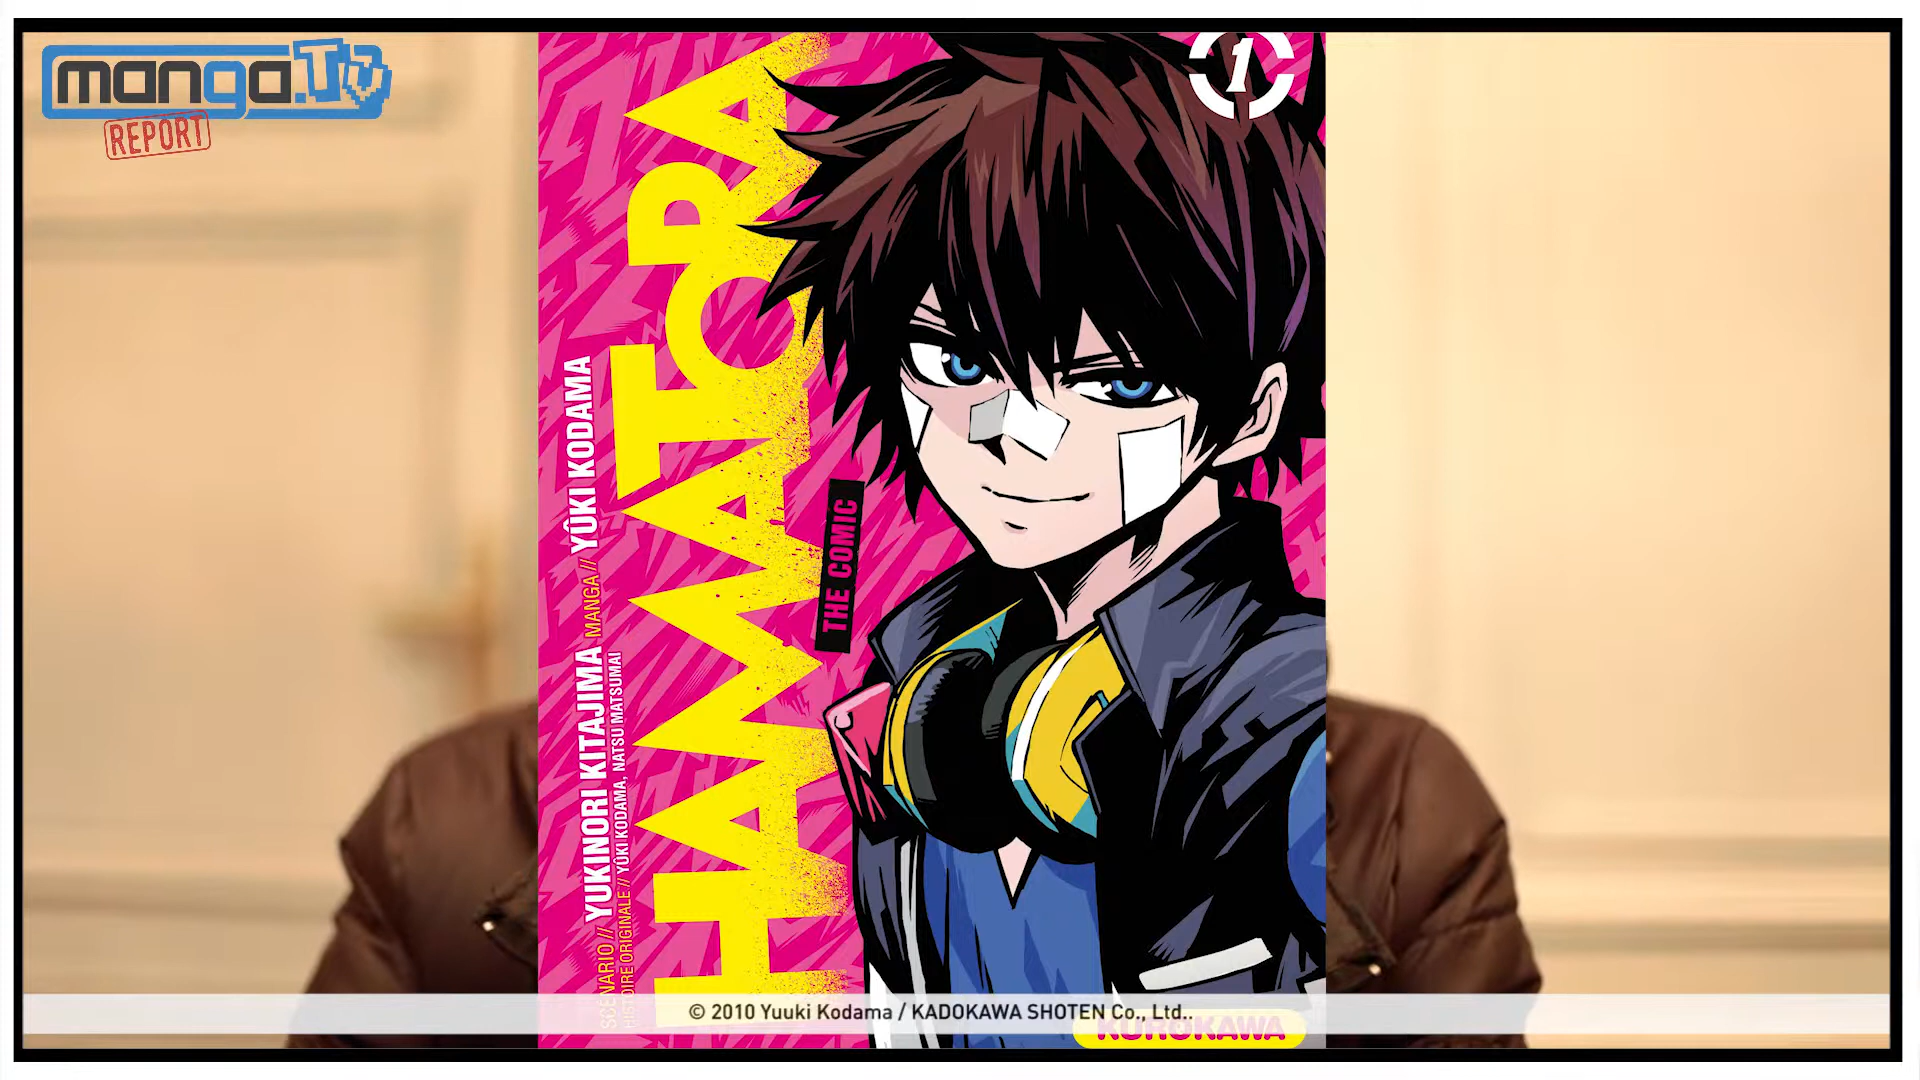 manga.Tv
REPORT
1
HAMATORA
THE COMIC
SCENARIO // YUKINORI KITAJIMA MANGA // YÛKI KODAMA
HISTOIRE ORIGINALE // YÛKI KODAMA, NATSU MATSUMAI
© 2010 Yuuki Kodama / KADOKAWA SHOTEN Co., Ltd..
KUROKAWA